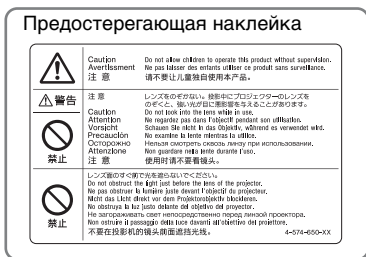 Предостерегающая наклейка
Caution Do not allow children to operate this product without supervision.
Avertissment Ne pas laisser des enfants utiliser ce produit sans surveillance.
注 意 请不要让儿童独自使用本产品。
警告
禁止
注 意 レンズをのぞかない。投影中にプロジェクターのレンズを
のぞくと、強い光が目に悪影響を与えることがあります。
Caution Do not look into the lens while in use.
Attention Ne regardez pas dans l'objectif pendant son utilisation.
Vorsicht Schauen Sie nicht in das Objektiv, während es verwendet wird.
Precaución No examine la lente mientras la utilice.
Осторожно Нельзя смотреть сквозь линзу при использовании.
Attenzione Non guardare nella lente durante l'uso.
注 意 使用时请不要看镜头。
禁止
レンズ面のすぐ前で光を遮らないでください。
Do not obstruct the light just before the lens of the projector.
Ne pas obstruer la lumière juste devant l'objectif du projecteur.
Nicht das Licht direkt vor dem Projektorobjektiv blockieren.
No obstruya la luz justo delante del objetivo del proyector.
Не загораживать свет непосредственно перед линзой проектора.
Non ostruire il passaggio della luce davanti all'obiettivo del proiettore.
不要在投影机的镜头前面遮挡光线。
4-574-650-XX